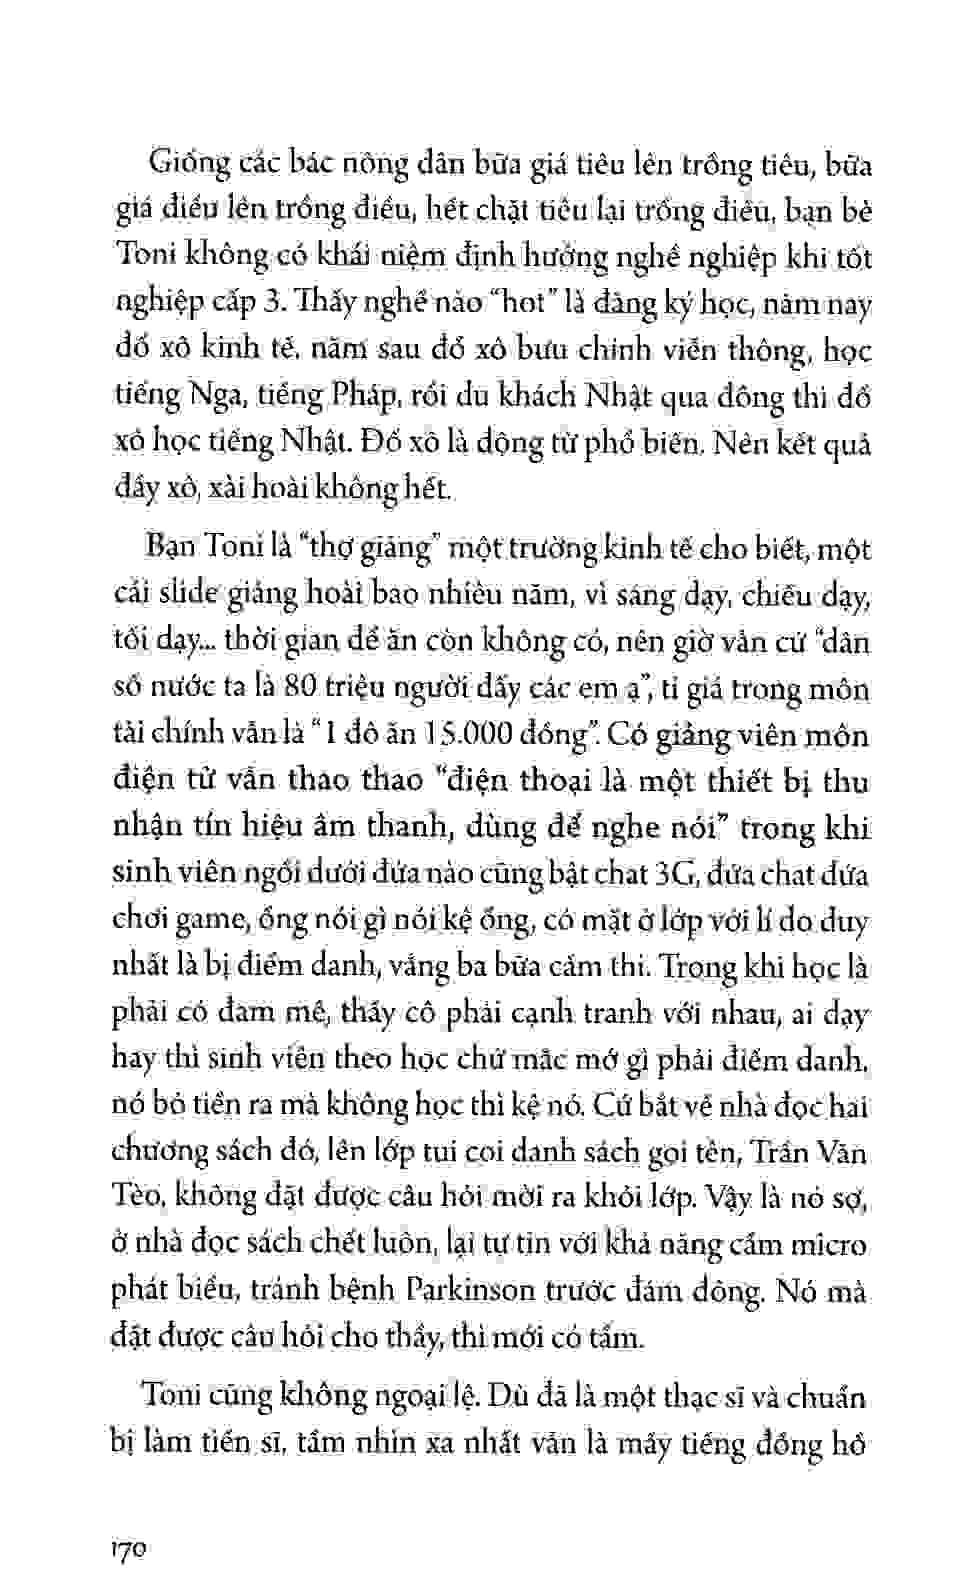 Giống các bác nông dân bữa giá tiêu lên trồng tiêu, bữa
giá điều lên trồng điều, hết chặt tiêu lại trồng điều, bạn bè
Toni không có khái niệm định hướng nghề nghiệp khi tốt
nghiệp cấp 3. Thấy nghề nào “hot” là đăng ký học, năm nay
đổ xô kinh tế, năm sau đổ xô bưu chính viễn thông, học
tiếng Nga, tiếng Pháp, rồi du khách Nhật qua đông thì đổ
xô học tiếng Nhật. Đổ xô là động từ phổ biến. Nên kết quả
đầy xô, xài hoài không hết.
Bạn Toni là “thợ giảng” một trường kinh tế cho biết, một
cái slide giảng hoài bao nhiêu năm, vì sáng dạy, chiều dạy,
tối dạy... thời gian để ăn còn không có, nên giờ vẫn cứ “dân
số nước ta là 80 triệu người đấy các em ạ”, tỉ giá trong môn
tài chính vẫn là “1 đô ăn 15.000 đồng”. Có giảng viên môn
điện tử vẫn thao thao “điện thoại là một thiết bị thu
nhận tín hiệu âm thanh, dùng để nghe nói” trong khi
sinh viên ngồi dưới đứa nào cũng bật chat 3G, đứa chat đứa
chơi game, ổng nói gì nói kệ ổng, có mặt ở lớp với lí do duy
nhất là bị điểm danh, vắng ba bữa cấm thi. Trong khi học là
phải có đam mê, thầy cô phải cạnh tranh với nhau, ai dạy
hay thì sinh viên theo học chứ mắc mớ gì phải điểm danh,
nó bỏ tiền ra mà không học thì kệ nó. Cứ bắt về nhà đọc hai
chương sách đó, lên lớp tui coi danh sách gọi tên, Trần Văn
Tèo, không đặt được câu hỏi mời ra khỏi lớp. Vậy là nó sợ,
ở nhà đọc sách chết luôn, lại tự tin với khả năng cầm micro
phát biểu, tránh bệnh Parkinson trước đám đông. Nó mà
đặt được câu hỏi cho thầy, thì mới có tầm.
Toni cũng không ngoại lệ. Dù đã là một thạc sĩ và chuẩn
bị làm tiến sĩ, tầm nhìn xa nhất vẫn là mấy tiếng đồng hồ
170